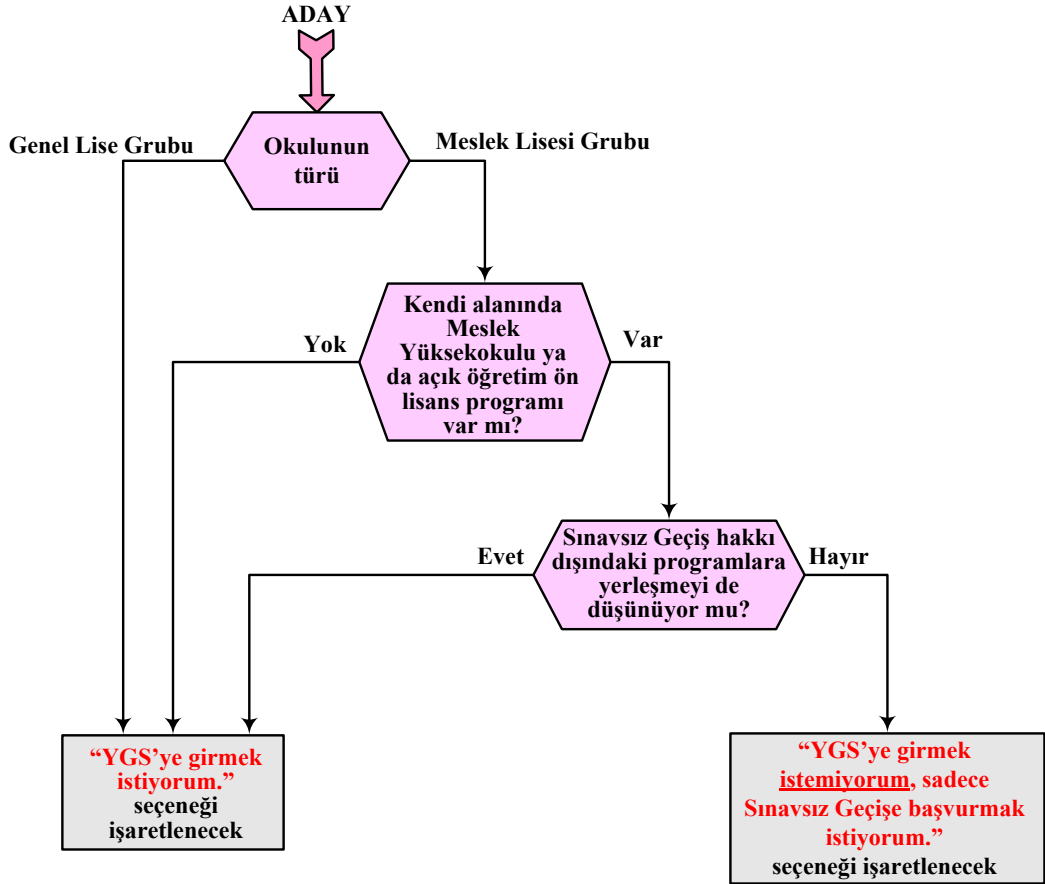 ADAY
Genel Lise Grubu
Okulunun
türü
Meslek Lisesi Grubu
Kendi alanında
Meslek
Yüksekokulu ya
da açık öğretim ön
lisans programı
var mı?
Yok
Var
Sınavsız Geçiş hakkı
dışındaki programlara
yerleşmeyi de
düşünüyor mu?
Evet
Hayır
“YGS’ye girmek
istiyorum.”
seçeneği
işaretlenecek
“YGS’ye girmek
istemiyorum, sadece
Sınavsız Geçişe başvurmak
istiyorum.”
seçeneği işaretlenecek